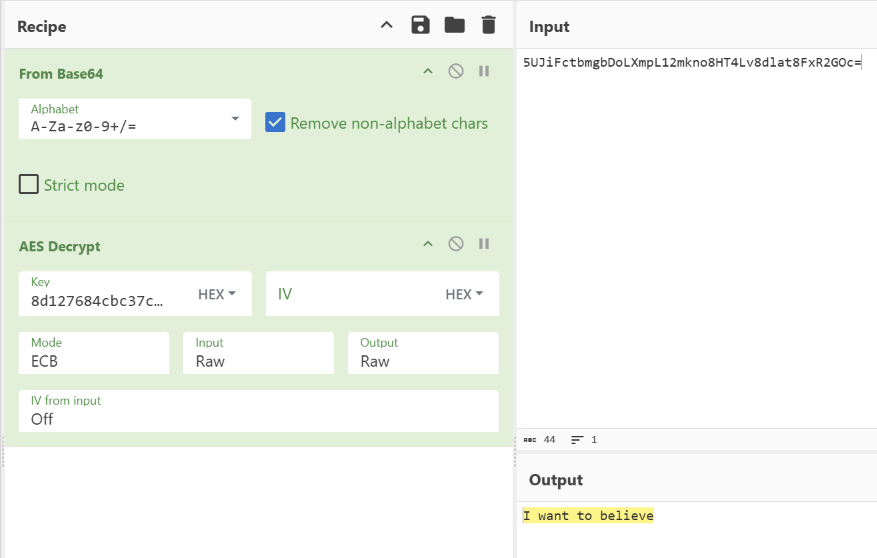 Recipe
From Base64
Alphabet
A-Za-z0-9+/=
Remove non-alphabet chars
Strict mode
AES Decrypt
Key
8d127684cbc37c…
HEX
IV
HEX
Mode
ECB
Input
Raw
Output
Raw
IV from input
Off
Input
5UJiFctbmgbDoLXmpL12mkno8HT4Lv8dlat8FxR2GOc=
ABC 44 1
Output
I want to believe